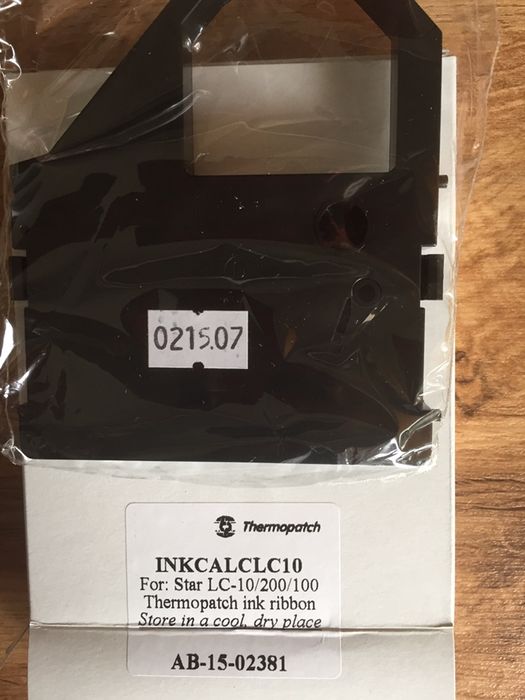 0215.07
Thermopatch
INKCALCLC10
For: Star LC-10/200/100
Thermopatch ink ribbon
Store in a cool, dry place
AB-15-02381